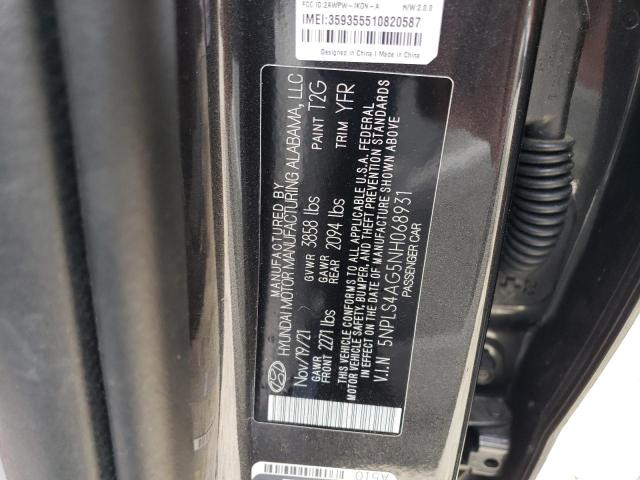 FCC ID:2AWPW-1KDN-A H/W:2.0.0
IMEI:359355510820587
Designed in China | Made in China
MANUFACTURED BY
HYUNDAI MOTOR MANUFACTURING ALABAMA, LLC
Nov/19/21 GVWR 3858 lbs PAINT T2G
GAWR FRONT 2271 lbs GAWR REAR 2094 lbs TRIM YFR
THIS VEHICLE CONFORMS TO ALL APPLICABLE U.S.A. FEDERAL
MOTOR VEHICLE SAFETY, BUMPER, AND THEFT PREVENTION STANDARDS
IN EFFECT ON THE DATE OF MANUFACTURE SHOWN ABOVE
V.I.N 5NPLS4AG5NH068931
PASSENGER CAR
A510